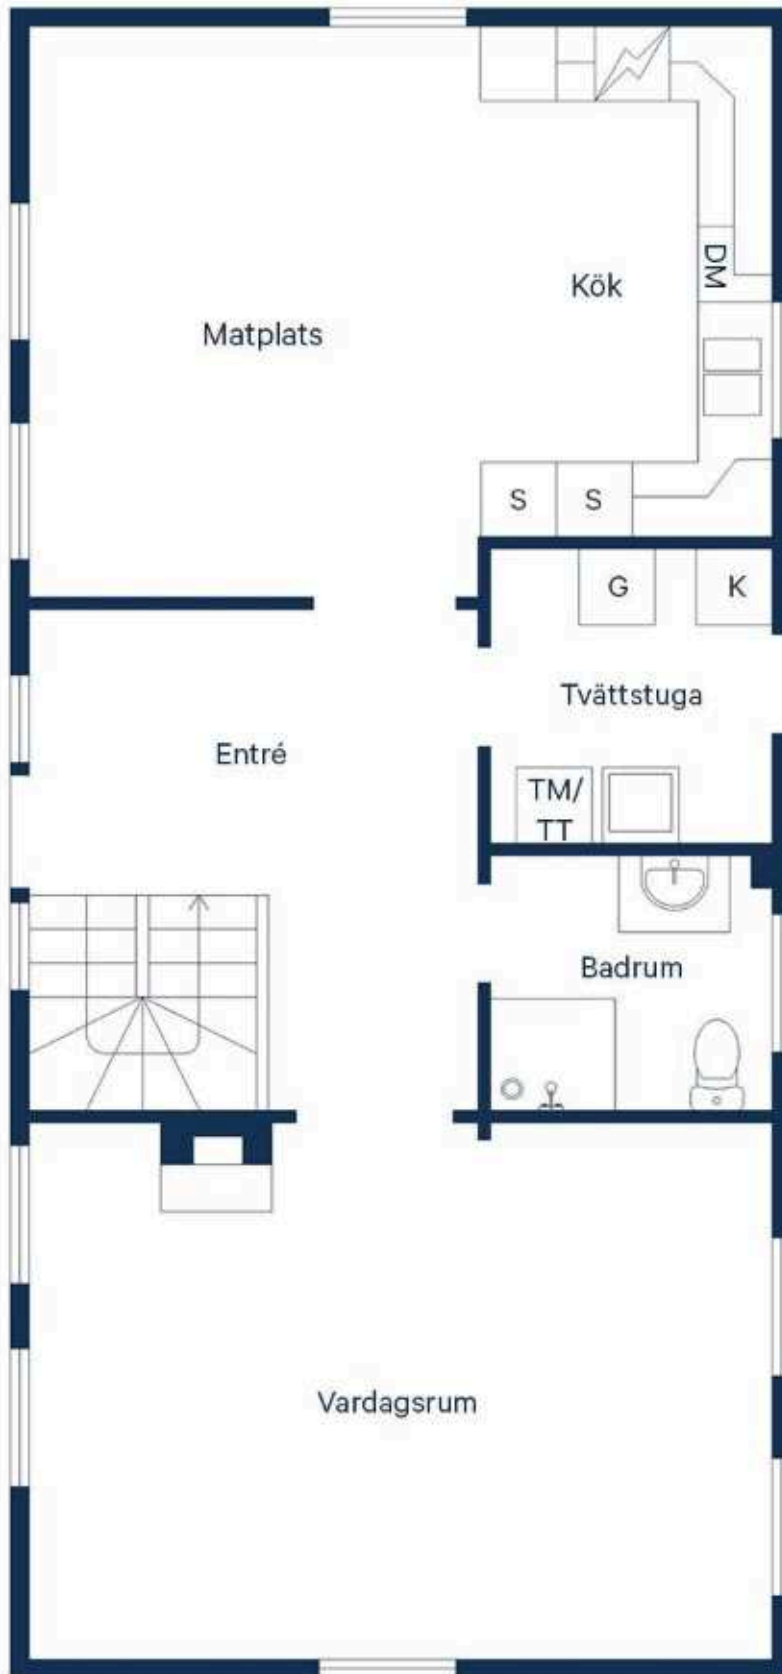 Kök
DM
Matplats
S
S
G
K
Tvättstuga
Entré
TM/
TT
Badrum
Vardagsrum